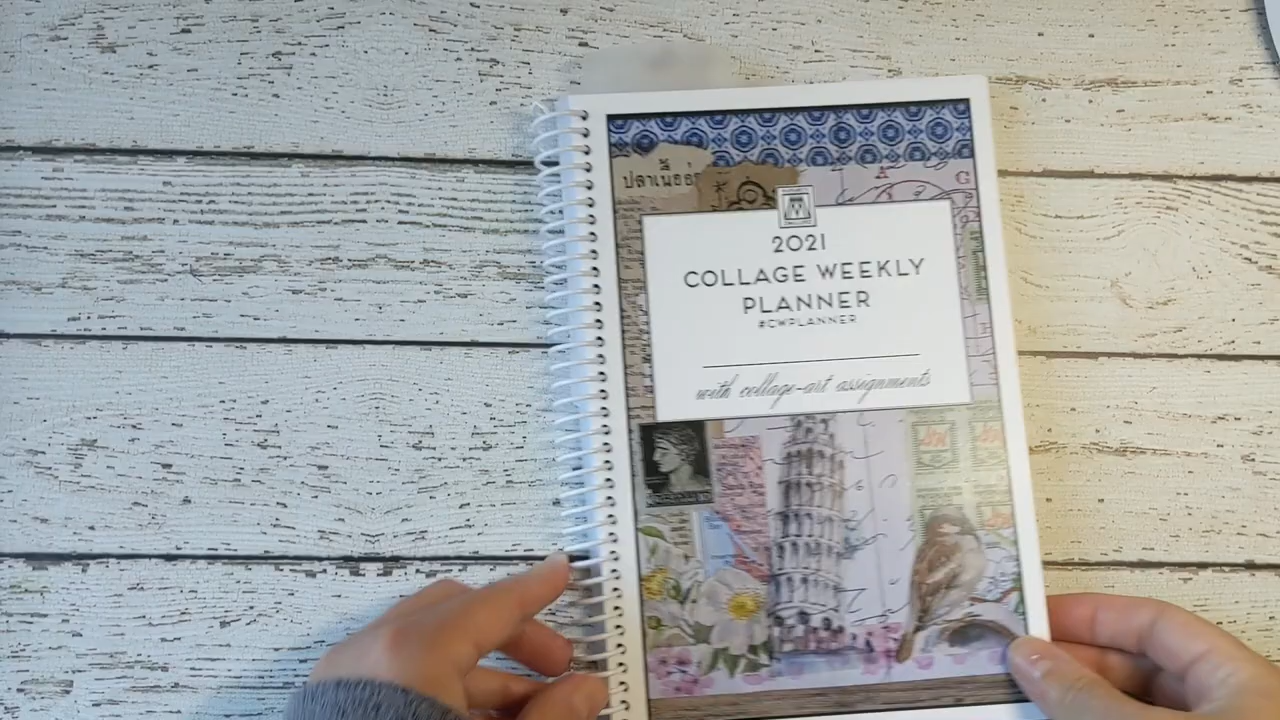 ปลาเนื้ออ่
A
G
2021
COLLAGE WEEKLY
PLANNER
#CWPLANNER
with collage-art assignments